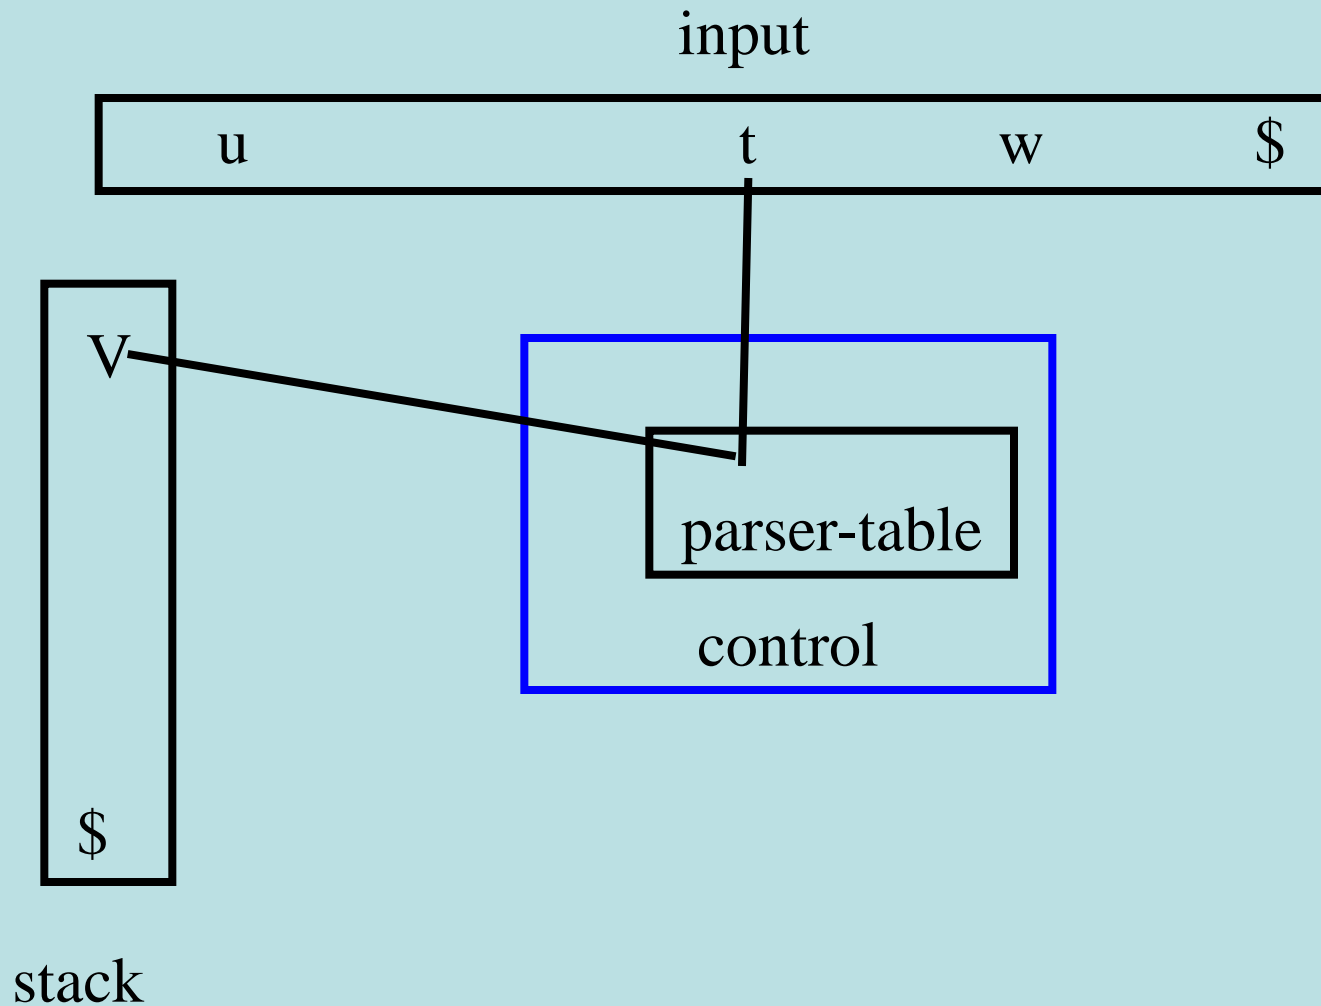 input
u t w $
V
parser-table
control
$
stack